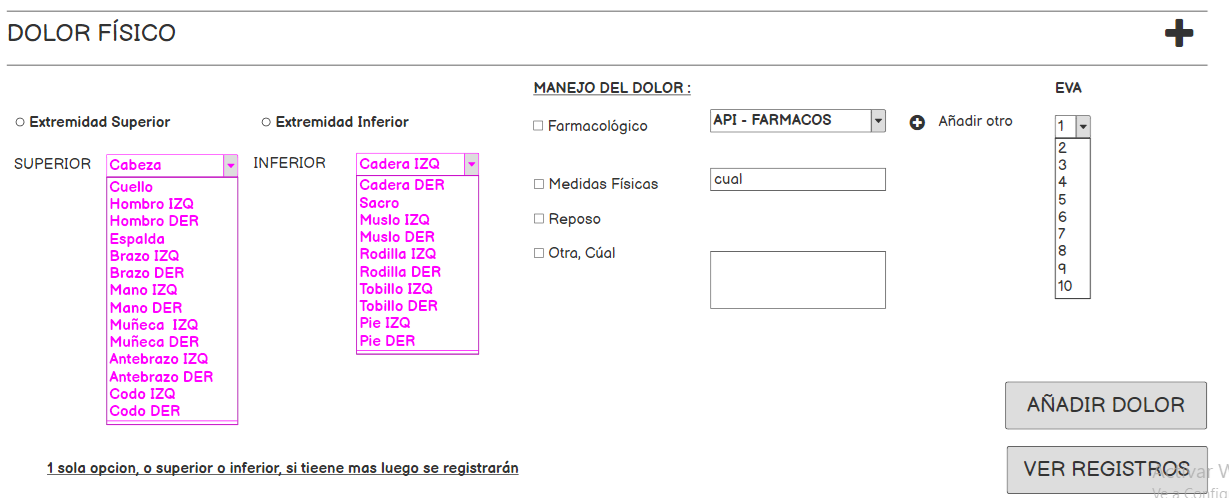 DOLOR FÍSICO
MANEJO DEL DOLOR :
EVA
Extremidad Superior
Extremidad Inferior
Farmacológico
API - FARMACOS
Añadir otro
1
2
3
4
5
6
7
8
9
10
SUPERIOR
Cabeza
Cuello
Hombro IZQ
Hombro DER
Espalda
Brazo IZQ
Brazo DER
Mano IZQ
Mano DER
Muñeca IZQ
Muñeca DER
Antebrazo IZQ
Antebrazo DER
Codo IZQ
Codo DER
INFERIOR
Cadera IZQ
Cadera DER
Sacro
Muslo IZQ
Muslo DER
Rodilla IZQ
Rodilla DER
Tobillo IZQ
Tobillo DER
Pie IZQ
Pie DER
Medidas Físicas
cual
Reposo
Otra, Cúal
AÑADIR DOLOR
1 sola opcion, o superior o inferior, si tieene mas luego se registrarán
VER REGISTROS
Activar W
Ve a Config